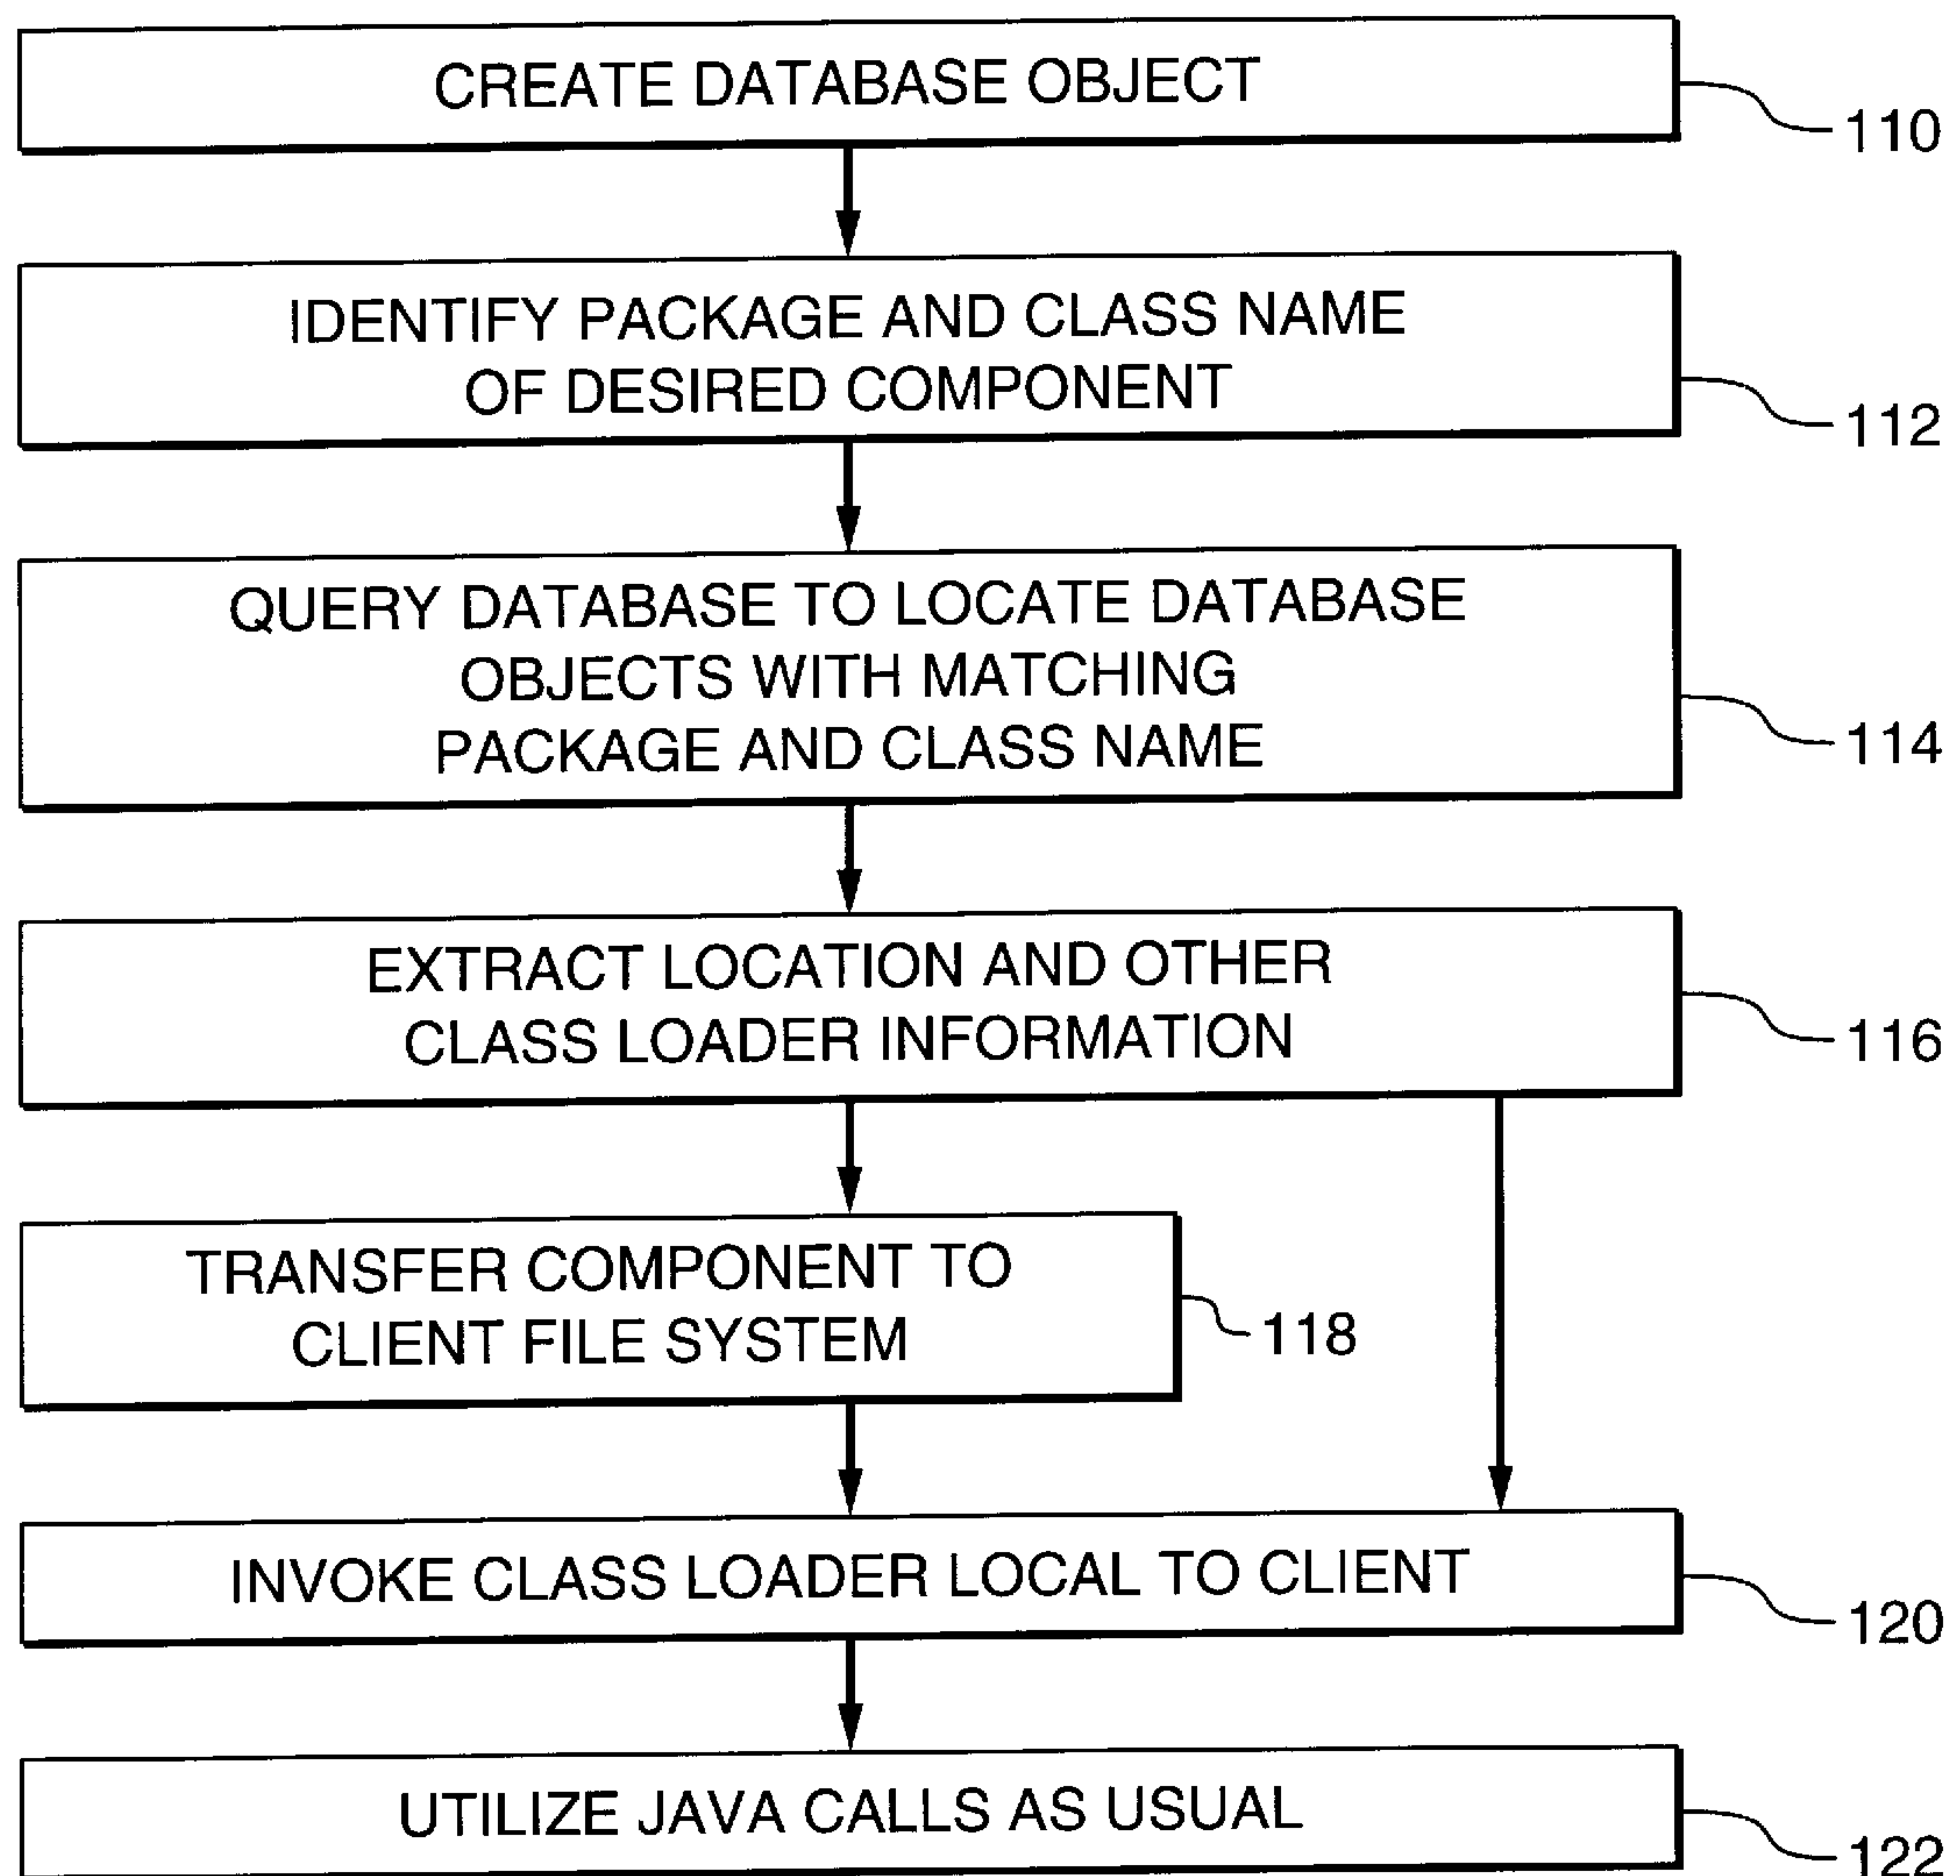 CREATE DATABASE OBJECT
110
IDENTIFY PACKAGE AND CLASS NAME
OF DESIRED COMPONENT
112
QUERY DATABASE TO LOCATE DATABASE
OBJECTS WITH MATCHING
PACKAGE AND CLASS NAME
114
EXTRACT LOCATION AND OTHER
CLASS LOADER INFORMATION
116
TRANSFER COMPONENT TO
CLIENT FILE SYSTEM
118
INVOKE CLASS LOADER LOCAL TO CLIENT
120
UTILIZE JAVA CALLS AS USUAL
122